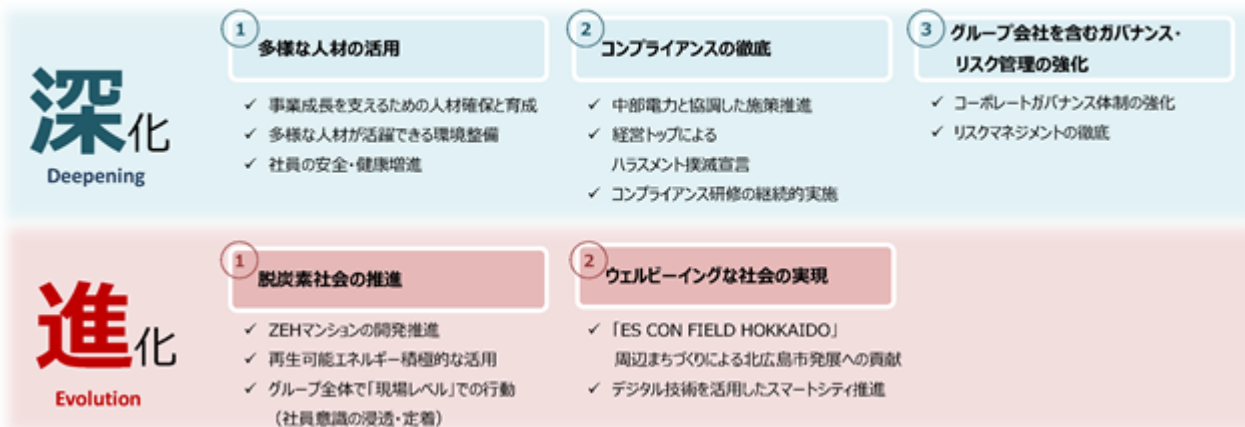 深化
Deepening
1
多様な人材の活用
✓ 事業成長を支えるための人材確保と育成
✓ 多様な人材が活躍できる環境整備
✓ 社員の安全・健康増進
2
コンプライアンスの徹底
✓ 中部電力と協調した施策推進
✓ 経営トップによる
ハラスメント撲滅宣言
✓ コンプライアンス研修の継続的実施
3
グループ会社を含むガバナンス・
リスク管理の強化
✓ コーポレートガバナンス体制の強化
✓ リスクマネジメントの徹底
進化
Evolution
1
脱炭素社会の推進
✓ ZEHマンションの開発推進
✓ 再生可能エネルギー積極的な活用
✓ グループ全体で「現場レベル」での行動
（社員意識の浸透・定着）
2
ウェルビーイングな社会の実現
✓ 「ES CON FIELD HOKKAIDO」
周辺まちづくりによる北広島市発展への貢献
✓ デジタル技術を活用したスマートシティ推進